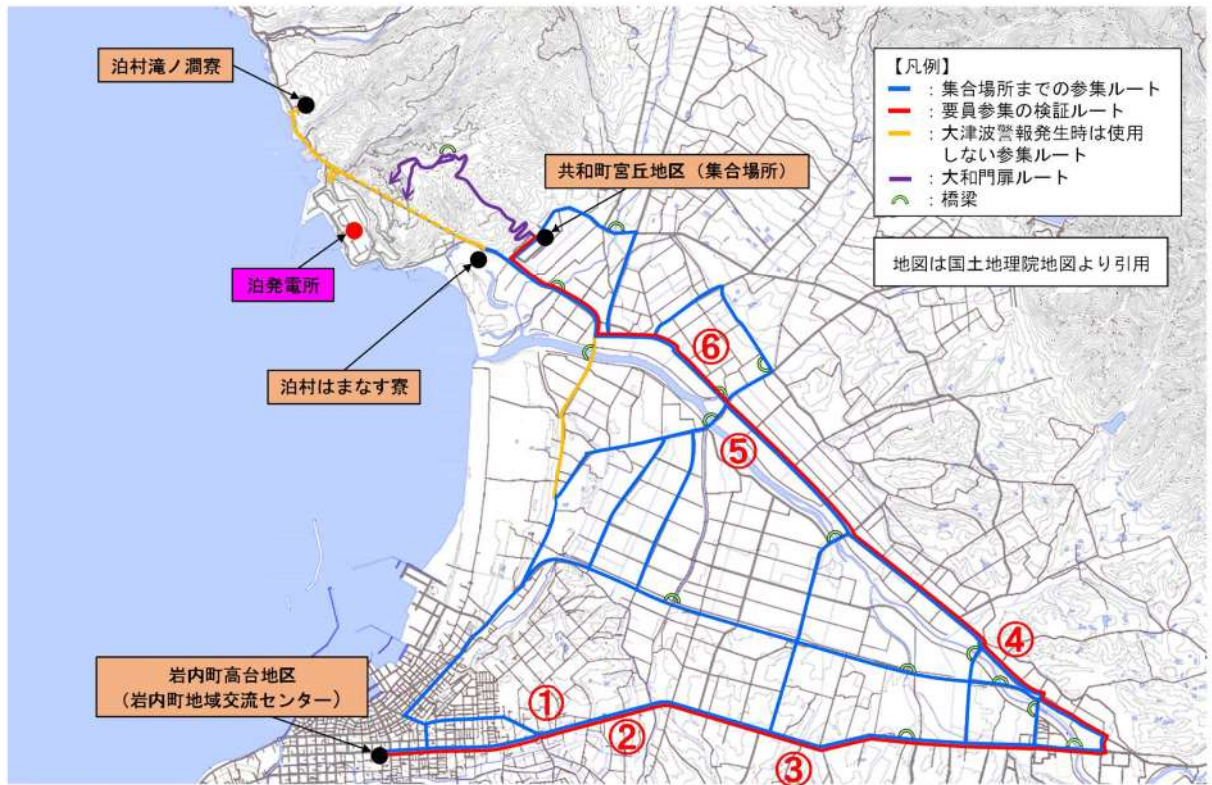 泊村滝ノ澗寮
【凡例】
：集合場所までの参集ルート
：要員参集の検証ルート
：大津波警報発生時は使用
しない参集ルート
：大和門扉ルート
：橋梁
共和町宮丘地区（集合場所）
地図は国土地理院地図より引用
泊発電所
泊村はまなす寮
⑥
⑤
④
岩内町高台地区
（岩内町地域交流センター）
①
②
③